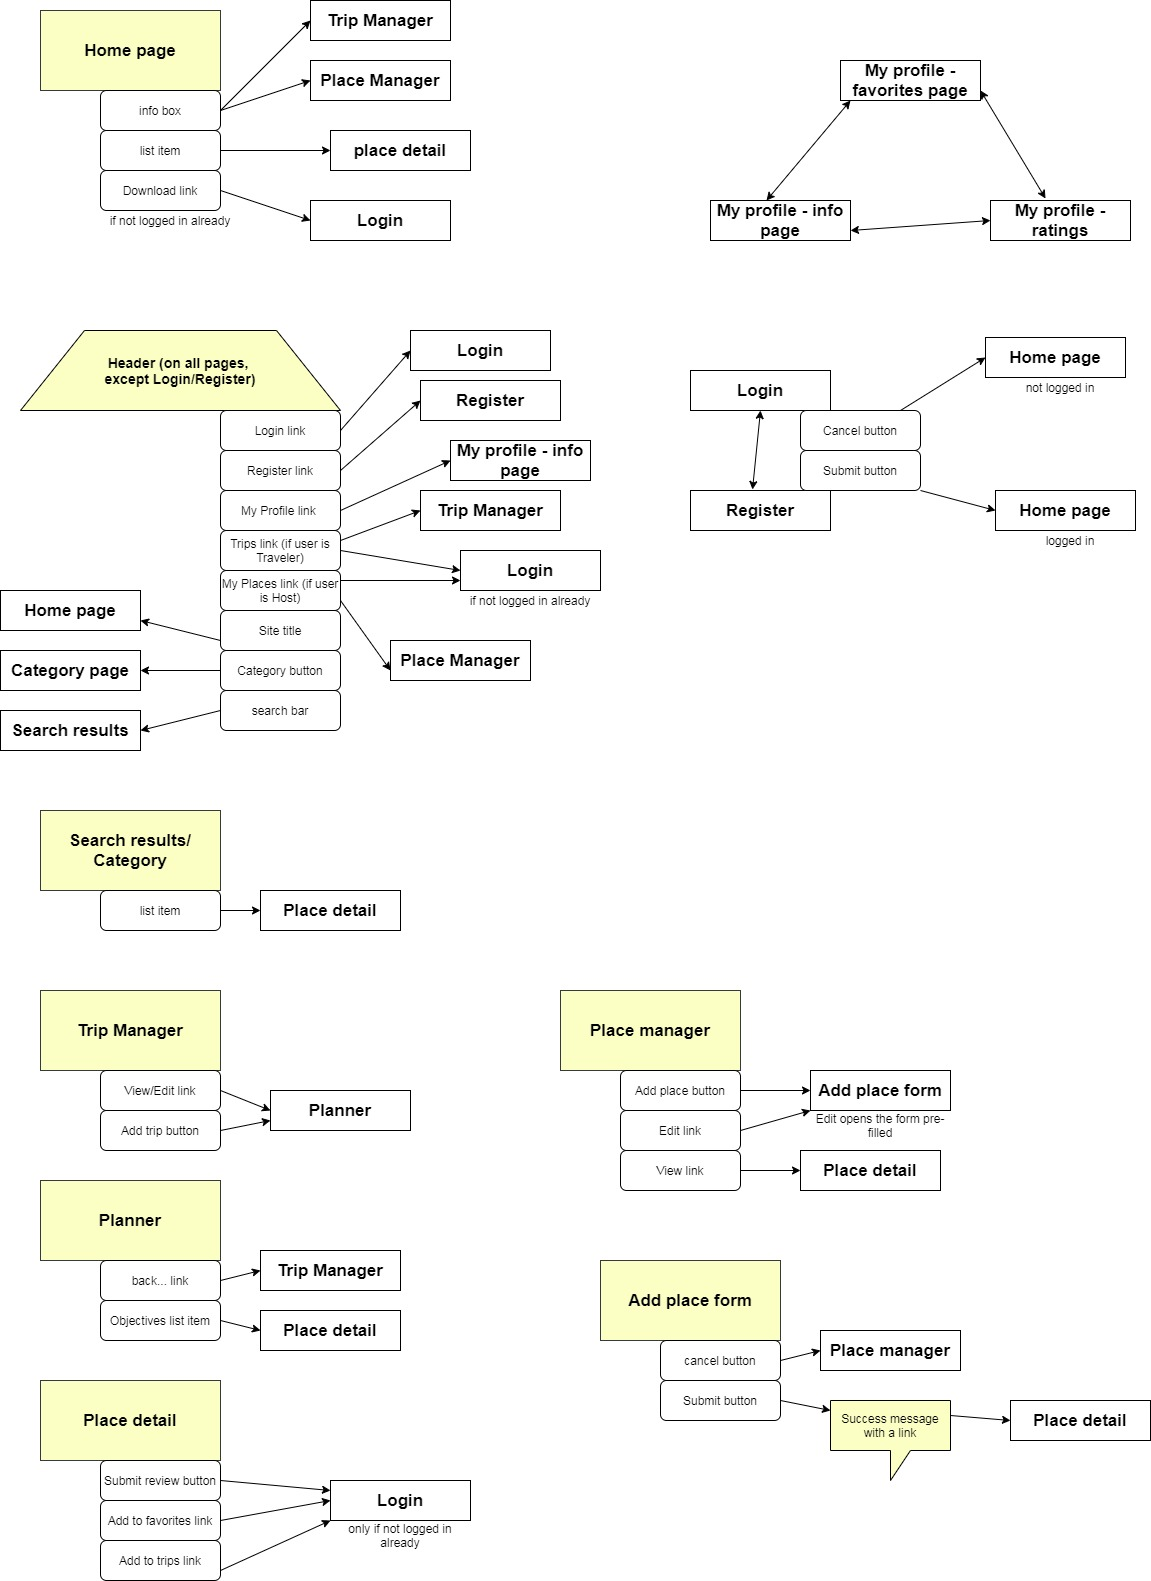 Home page
info box
list item
Download link
if not logged in already
Trip Manager
Place Manager
place detail
Login
My profile -
favorites page
My profile - info
page
My profile -
ratings
Header (on all pages,
except Login/Register)
Login link
Register link
My Profile link
Trips link (if user is
Traveler)
My Places link (if user
is Host)
Site title
Category button
search bar
Login
Register
My profile - info
page
Trip Manager
Login
if not logged in already
Place Manager
Home page
Category page
Search results
Login
Register
Cancel button
Submit button
Home page
not logged in
Home page
logged in
Search results/
Category
list item
Place detail
Trip Manager
View/Edit link
Add trip button
Planner
Place manager
Add place button
Edit link
View link
Add place form
Edit opens the form pre-
filled
Place detail
Planner
back... link
Objectives list item
Trip Manager
Place detail
Add place form
cancel button
Submit button
Place manager
Success message
with a link
Place detail
Place detail
Submit review button
Add to favorites link
Add to trips link
Login
only if not logged in
already